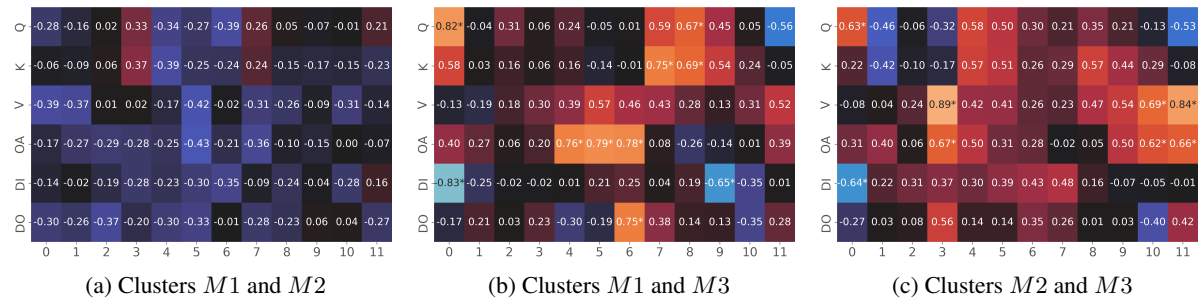 Q -0.28 -0.16 0.02 0.33 -0.34 -0.27 -0.39 0.26 0.05 -0.07 -0.01 0.21
K -0.06 -0.09 0.06 0.37 -0.39 -0.25 -0.24 0.24 -0.15 -0.17 -0.15 -0.23
V -0.39 -0.37 0.01 0.02 -0.17 -0.42 -0.02 -0.31 -0.26 -0.09 -0.31 -0.14
OA -0.17 -0.27 -0.29 -0.28 -0.25 -0.43 -0.21 -0.36 -0.10 -0.15 0.00 -0.07
DI -0.14 -0.02 -0.19 -0.28 -0.23 -0.30 -0.35 -0.09 -0.24 -0.10 -0.28 0.16
DO -0.30 -0.26 -0.37 -0.20 -0.30 -0.33 -0.01 -0.28 -0.23 0.06 0.04 -0.27
0 1 2 3 4 5 6 7 8 9 10 11
(a) Clusters M1 and M2
Q 0.82* -0.04 0.31 0.06 0.24 -0.05 0.01 0.59 0.67* 0.45 0.05 -0.56
K 0.58 0.03 0.16 0.06 0.16 -0.14 -0.01 0.75* 0.69* 0.54 0.24 -0.05
V -0.13 -0.19 0.18 0.30 0.39 0.57 0.46 0.43 0.28 0.13 0.31 0.52
OA 0.40 0.27 0.06 0.20 0.76* 0.79* 0.78* 0.08 -0.26 -0.14 0.01 0.39
DI -0.83* -0.25 -0.02 -0.02 0.01 0.21 0.25 0.04 0.19 -0.65* -0.35 0.01
DO -0.17 0.21 0.03 0.23 -0.30 -0.19 0.75* 0.38 0.14 0.13 -0.35 0.28
0 1 2 3 4 5 6 7 8 9 10 11
(b) Clusters M1 and M3
Q 0.63* -0.46 -0.06 -0.32 0.58 0.50 0.30 0.20 0.35 0.21 -0.13 -0.53
K 0.22 -0.42 -0.10 -0.17 0.57 0.51 0.26 0.29 0.57 0.44 0.29 -0.08
V -0.08 0.04 0.24 0.89* 0.42 0.41 0.26 0.23 0.47 0.54 0.69* 0.84*
OA 0.31 0.40 0.06 0.67* 0.50 0.31 0.28 -0.02 0.05 0.50 0.62* 0.66*
DI -0.64* 0.22 0.31 0.37 0.30 0.39 0.43 0.48 0.16 -0.07 -0.05 -0.01
DO -0.27 0.03 0.08 0.56 0.14 0.14 0.35 0.26 0.01 0.03 -0.40 0.42
0 1 2 3 4 5 6 7 8 9 10 11
(c) Clusters M2 and M3